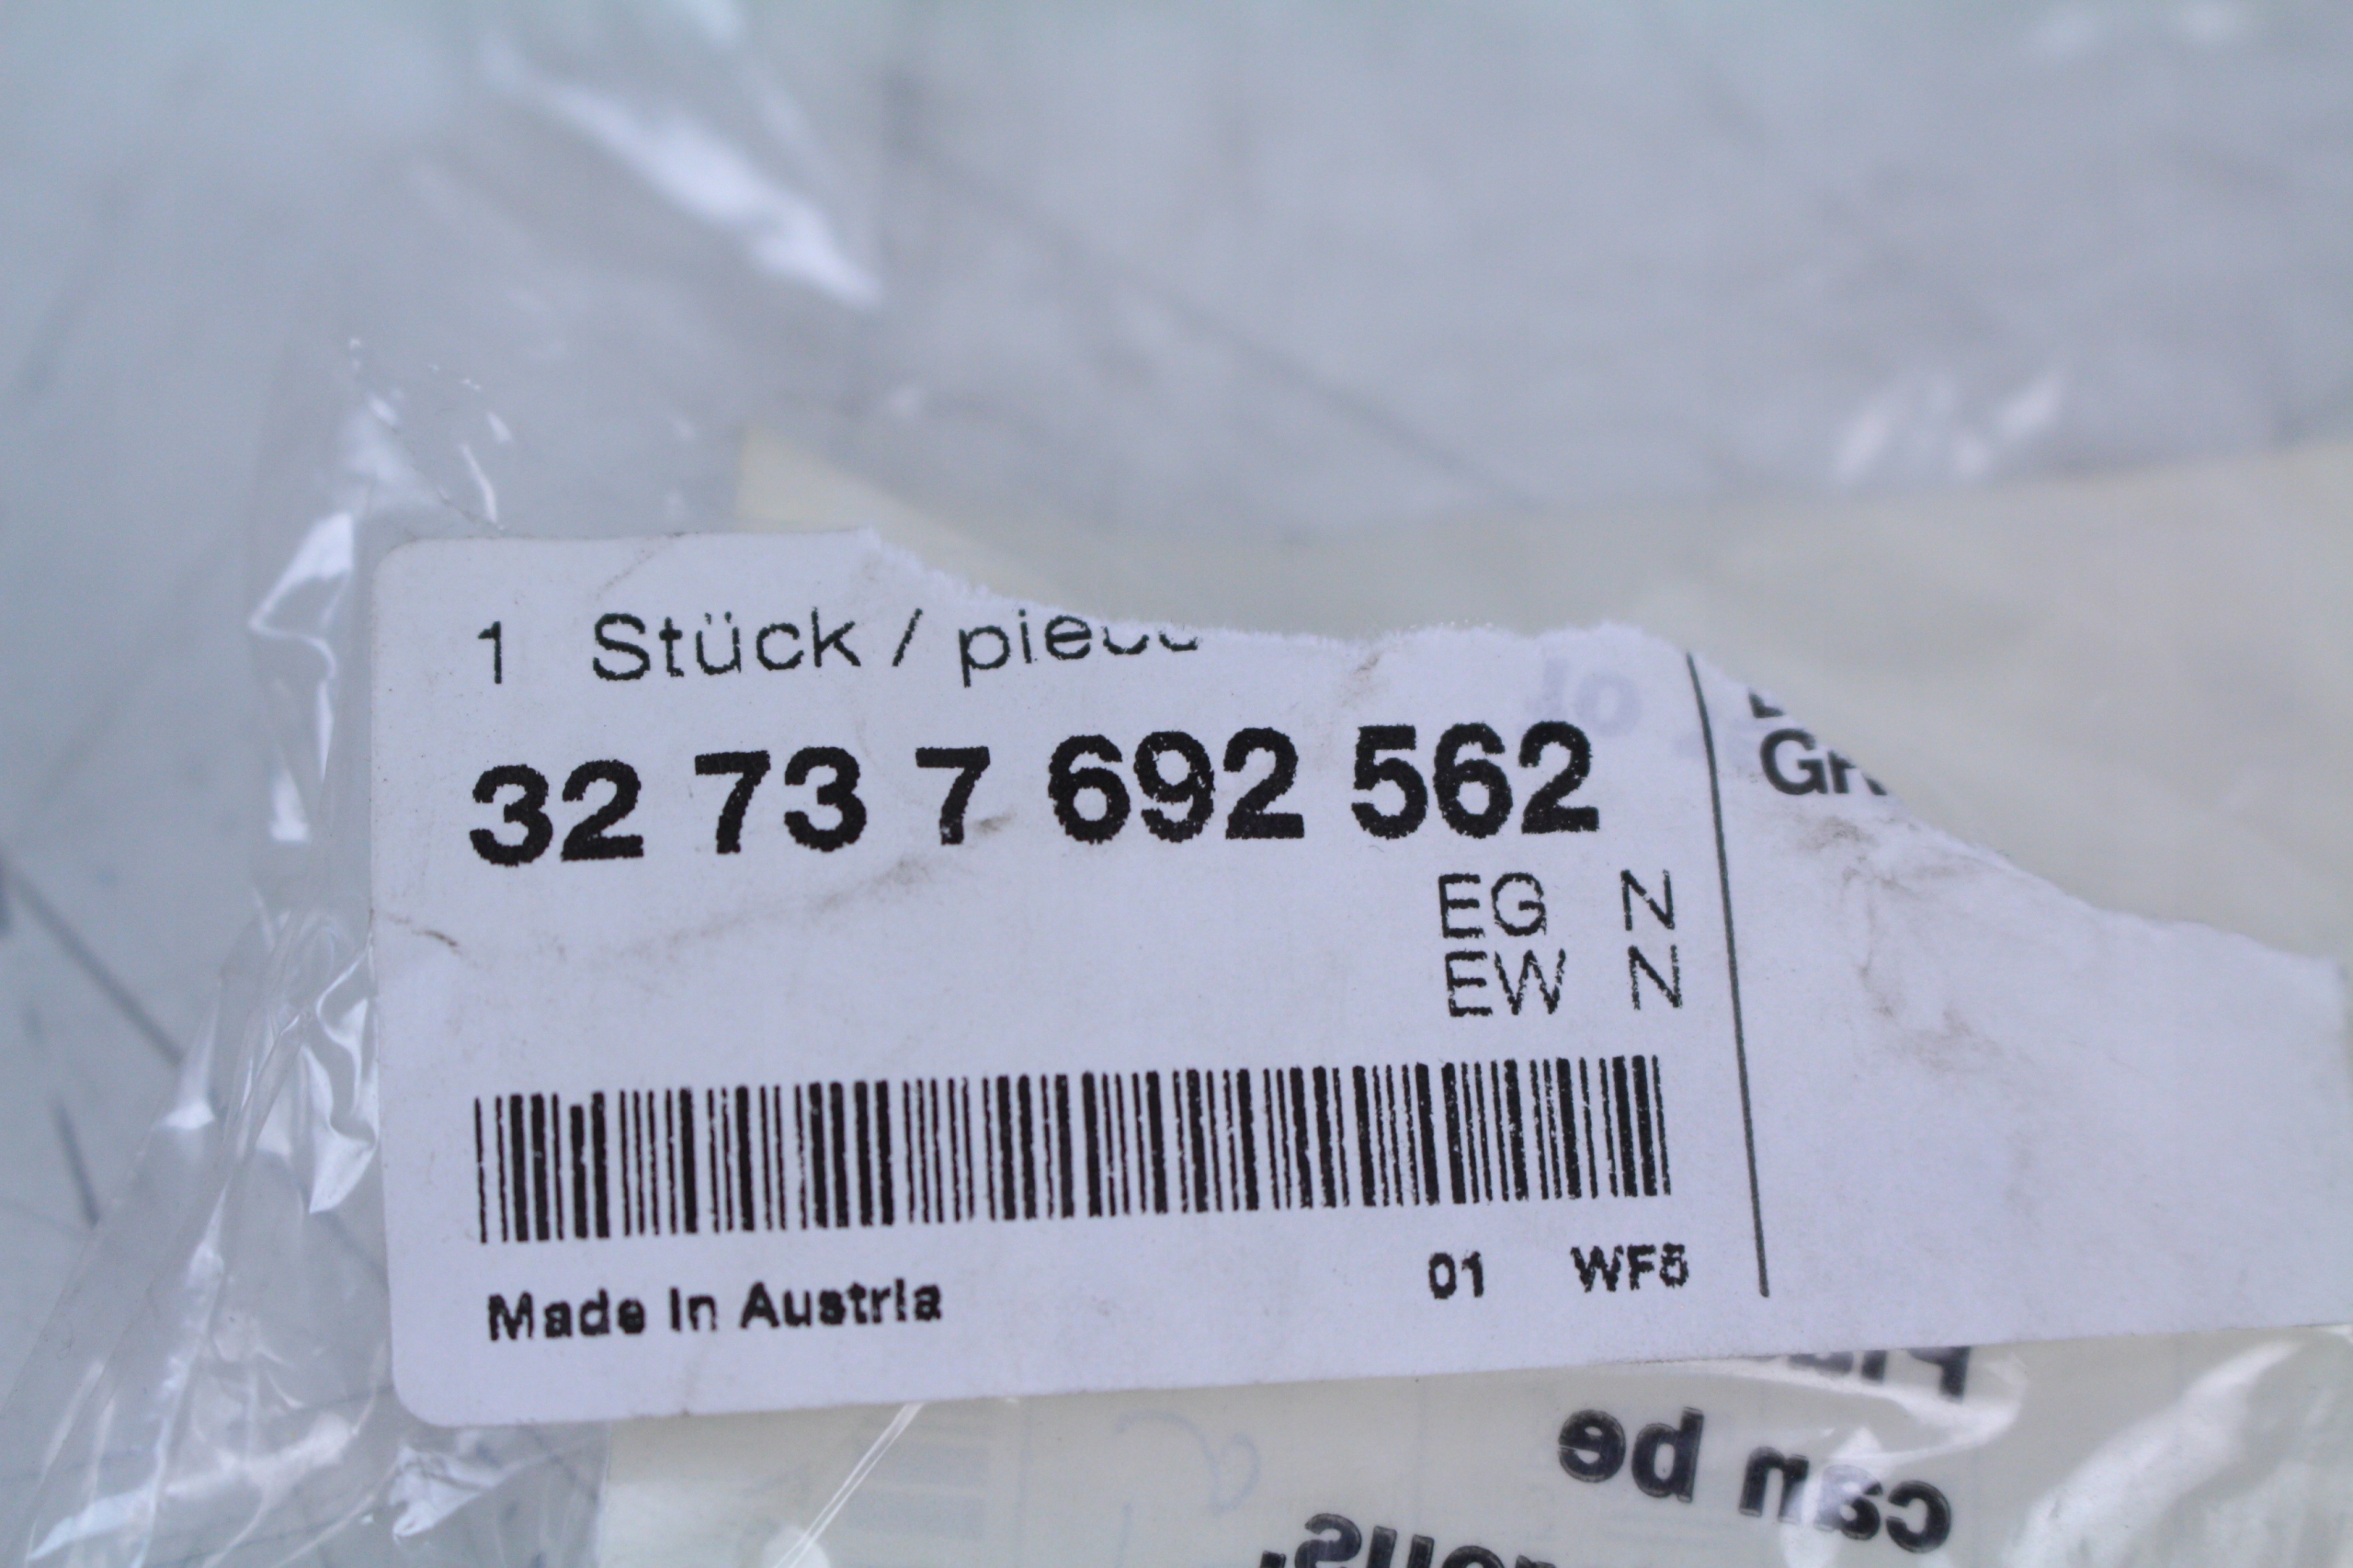 1 Stück / piece
32 73 7 692 562
EG N
EW N
Made in Austria 01 WF5
can be